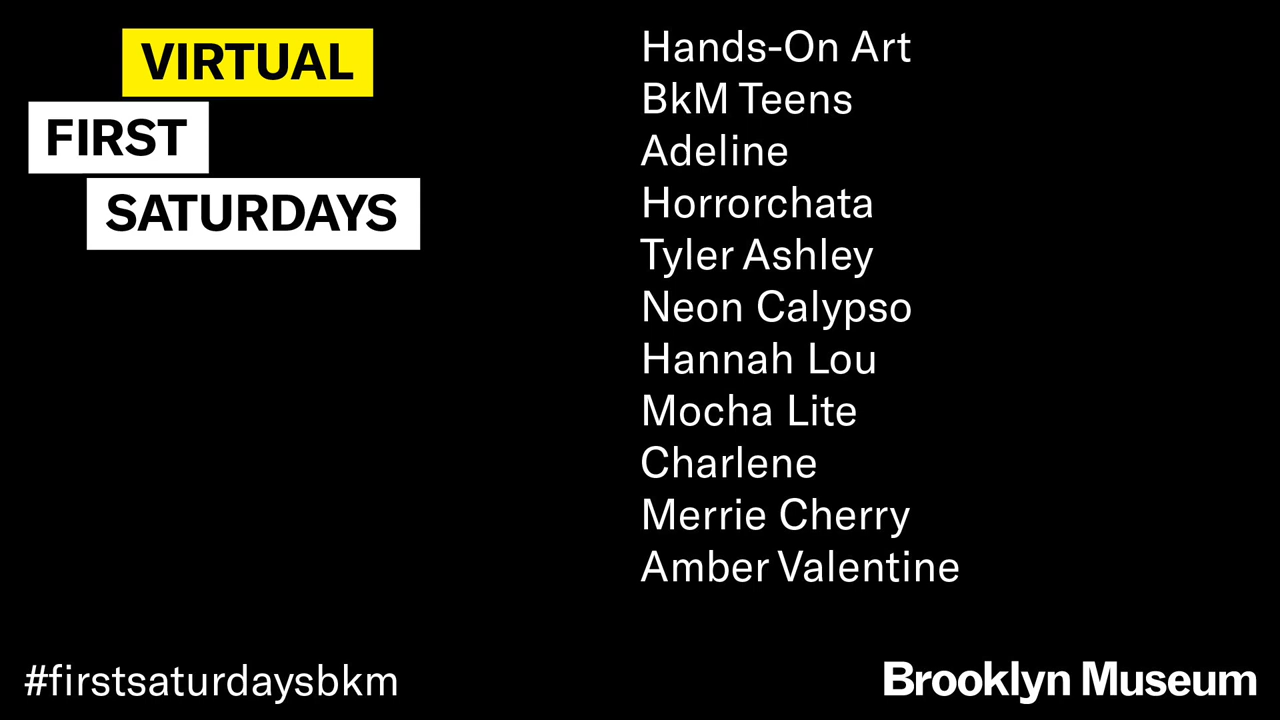 VIRTUAL
FIRST
SATURDAYS
Hands-On Art
BkM Teens
Adeline
Horrorchata
Tyler Ashley
Neon Calypso
Hannah Lou
Mocha Lite
Charlene
Merrie Cherry
Amber Valentine
#firstsaturdaysbkm
Brooklyn Museum